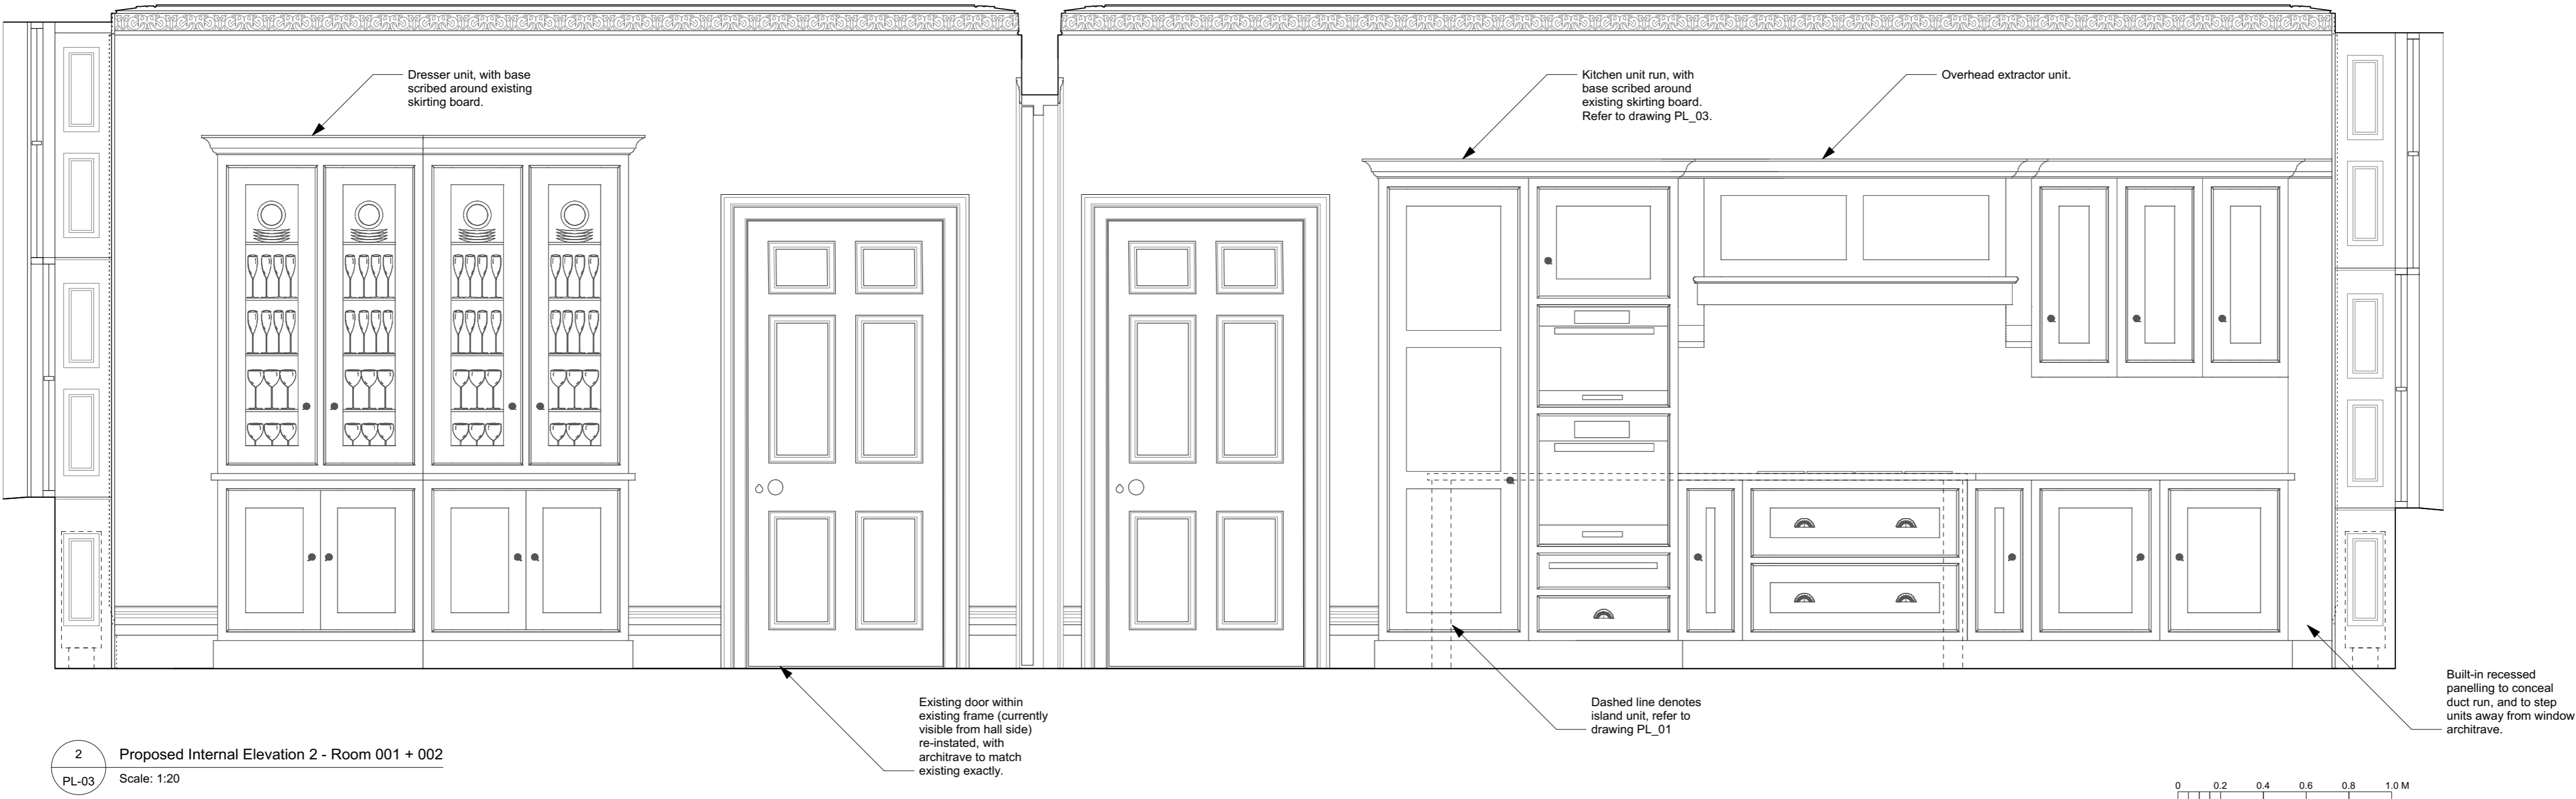 Dresser unit, with base
scribed around existing
skirting board.
Kitchen unit run, with
base scribed around
existing skirting board.
Refer to drawing PL_03.
Overhead extractor unit.
Existing door within
existing frame (currently
visible from hall side)
re-instated, with
architrave to match
existing exactly.
Dashed line denotes
island unit, refer to
drawing PL_01
Built-in recessed
panelling to conceal
duct run, and to step
units away from window
architrave.
2
PL-03
Proposed Internal Elevation 2 - Room 001 + 002
Scale: 1:20
0 0.2 0.4 0.6 0.8 1.0 M